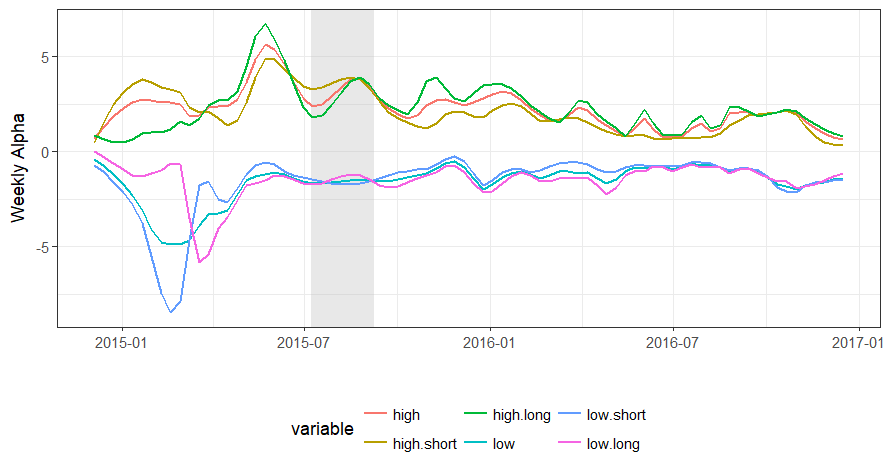 Weekly Alpha
5
0
-5
2015-01 2015-07 2016-01 2016-07 2017-01
variable high high.long low.short
high.short low low.long